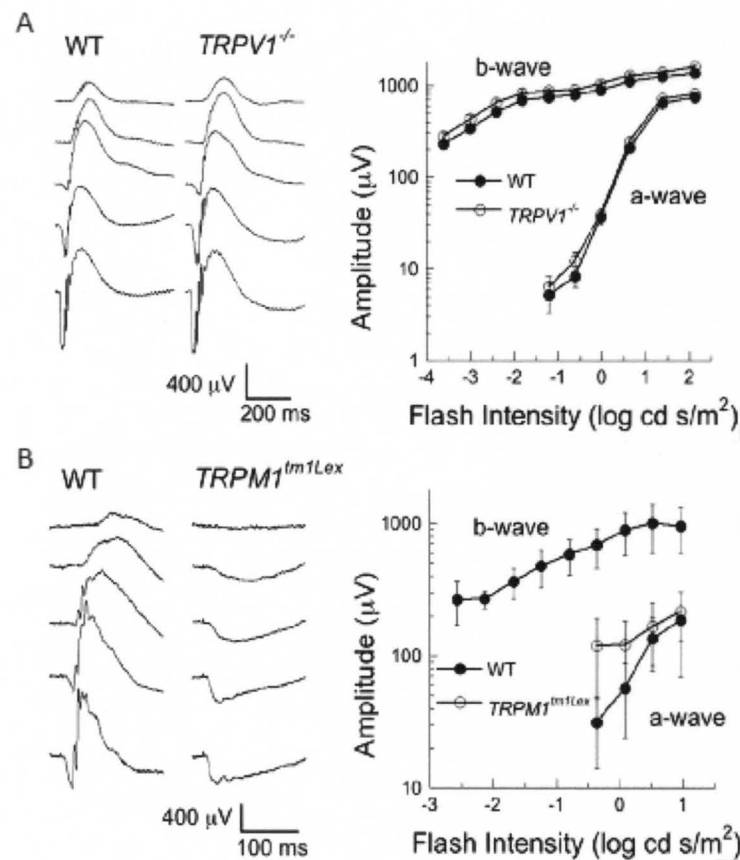 A
WT TRPV1-/-
400 µV
200 ms
Amplitude (µV)
1000
100
10
1
b-wave
WT
TRPV1-/-
a-wave
-4 -3 -2 -1 0 1 2
Flash Intensity (log cd s/m²)
B
WT TRPM1tm1Lex
400 µV
100 ms
Amplitude (µV)
1000
100
10
b-wave
WT
TRPM1tm1Lex
a-wave
-3 -2 -1 0 1
Flash Intensity (log cd s/m²)